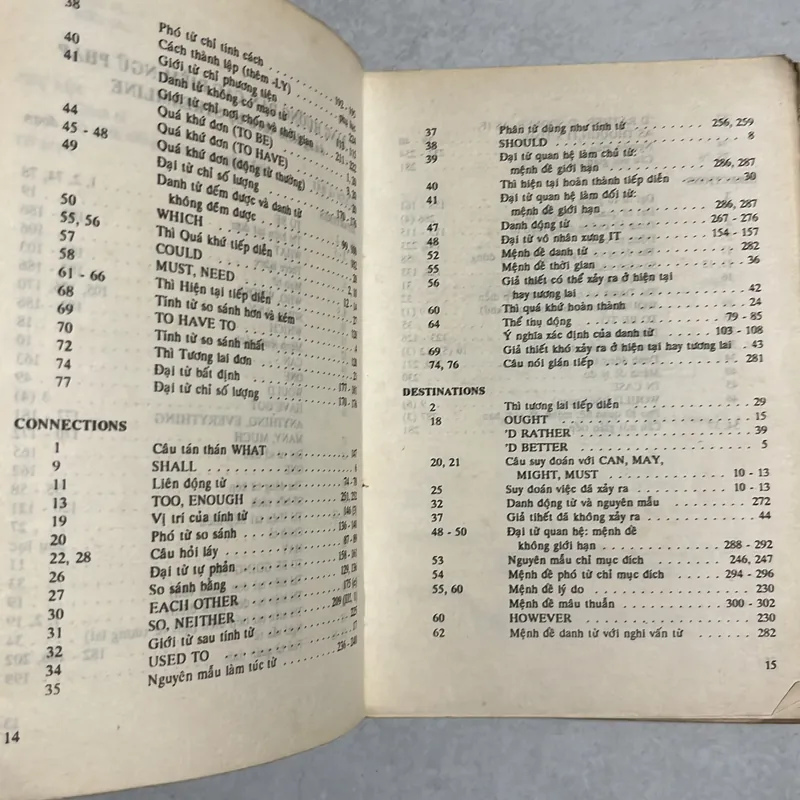 38
Phó từ chỉ tính cách
40 Cách thành lập (thêm -LY)
41 Giới từ chỉ phương tiện
Danh từ không có mạo từ
Giới từ chỉ nơi chốn và thời gian
44 Quá khứ đơn (TO BE)
45 - 48 Quá khứ đơn (TO HAVE)
49 Quá khứ đơn (động từ thường)
Đại từ chỉ số lượng
Danh từ đếm được và danh từ
50 không đếm được
55, 56 WHICH
57 Thì Quá khứ tiếp diễn
58 COULD
61 - 66 MUST, NEED
68 Thì Hiện tại tiếp diễn
69 Tính từ so sánh hơn và kém
70 TO HAVE TO
72 Tính từ so sánh nhất
74 Thì Tương lai đơn
77 Đại từ bất định
Đại từ chỉ số lượng
CONNECTIONS
1 Câu tán thán WHAT
9 SHALL
11 Liên động từ
13 TOO, ENOUGH
19 Vị trí của tính từ
20 Phó từ so sánh
22, 28 Câu hỏi láy
26 Đại từ tự phản
27 So sánh bằng
30 EACH OTHER
31 SO, NEITHER
32 Giới từ sau tính từ
34 USED TO
35 Nguyên mẫu làm túc từ
14
37 Phân từ dùng như tính từ 256, 259
38 SHOULD 8
39 Đại từ quan hệ làm chủ từ:
mệnh đề giới hạn 286, 287
40 Thì hiện tại hoàn thành tiếp diễn 30
41 Đại từ quan hệ làm đối từ:
mệnh đề giới hạn 286, 287
47 Danh động từ 267 - 276
48 Đại từ vô nhân xưng IT 154 - 157
52 Mệnh đề danh từ 282
55 Mệnh đề thời gian 36
56 Giả thiết có thể xảy ra ở hiện tại
hay tương lai 42
60 Thì quá khứ hoàn thành 24
64 Thể thụ động 79 - 85
Ý nghĩa xác định của danh từ 103 - 108
69 Giả thiết khó xảy ra ở hiện tại hay tương lai . 43
74, 76 Câu nói gián tiếp 281
DESTINATIONS
2 Thì tương lai tiếp diễn 29
18 OUGHT 15
'D RATHER 39
'D BETTER 5
20, 21 Câu suy đoán với CAN, MAY,
MIGHT, MUST 10 - 13
25 Suy đoán việc đã xảy ra 10 - 13
32 Danh động từ và nguyên mẫu 272
37 Giả tihết đã không xảy ra 44
48 - 50 Đại từ quan hệ: mệnh đề
không giới hạn 288 - 292
53 Nguyên mẫu chỉ mục đích 246, 247
54 Mệnh đề phó từ chỉ mục đích 294 - 296
55, 60 Mệnh đề lý do 230
Mệnh đề mâu thuẫn 300 - 302
60 HOWEVER 230
62 Mệnh đề danh từ với nghi vấn từ 282
15